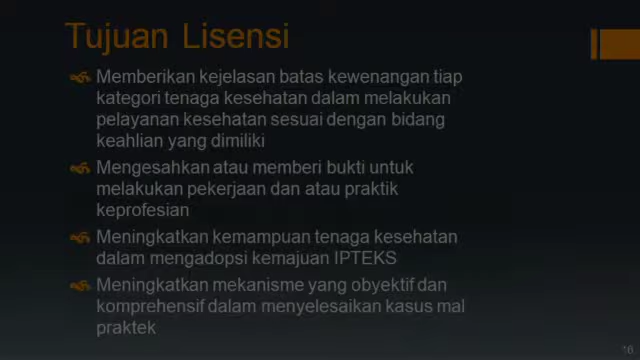 Tujuan Lisensi
Memberikan kejelasan batas kewenangan tiap
kategori tenaga kesehatan dalam melakukan
pelayanan kesehatan sesuai dengan bidang
keahlian yang dimiliki
Mengesahkan atau memberi bukti untuk
melakukan pekerjaan dan atau praktik
keprofesian
Meningkatkan kemampuan tenaga kesehatan
dalam mengadopsi kemajuan IPTEKS
Meningkatkan mekanisme yang obyektif dan
komprehensif dalam menyelesaikan kasus mal
praktek